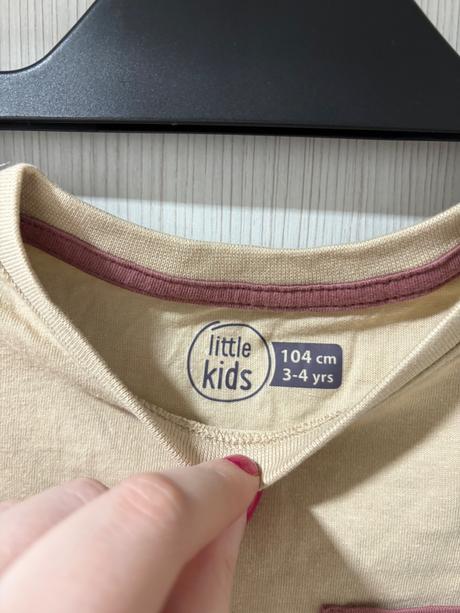 little
kids
104 cm
3-4 yrs